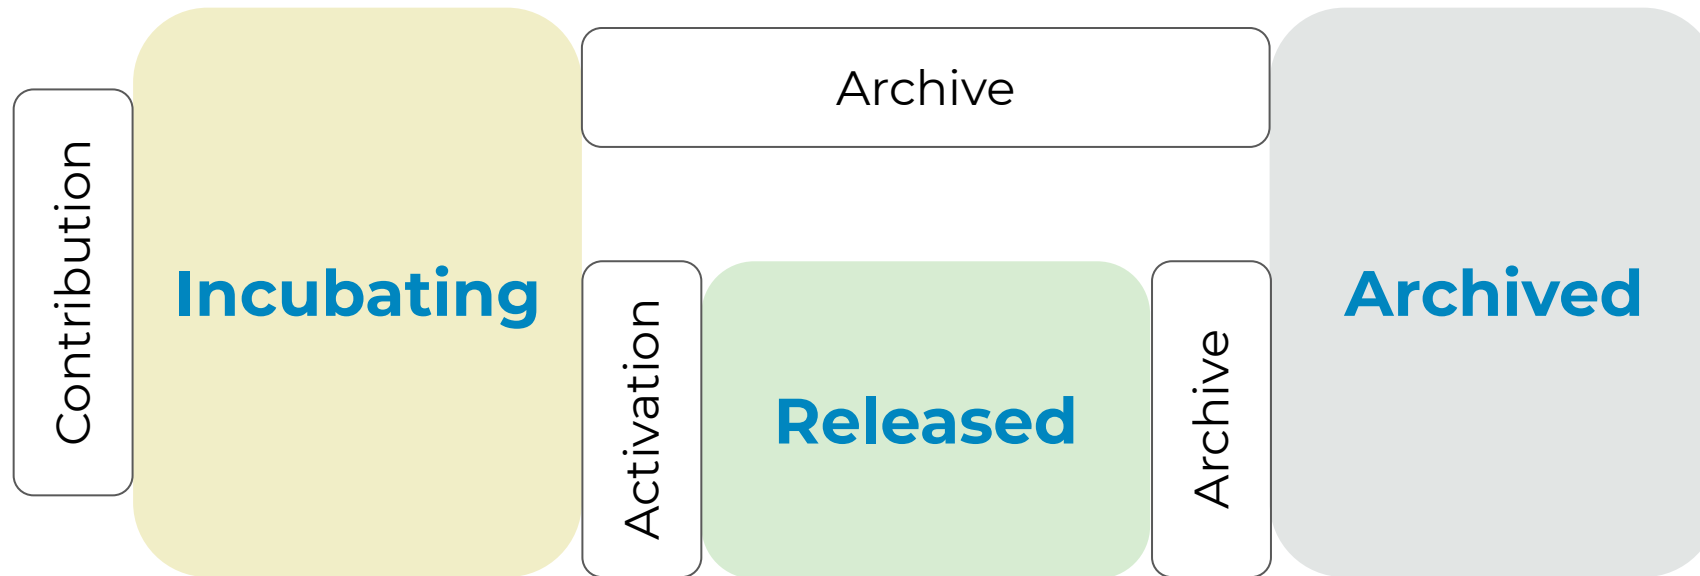 Contribution
Incubating
Archive
Activation
Released
Archive
Archived